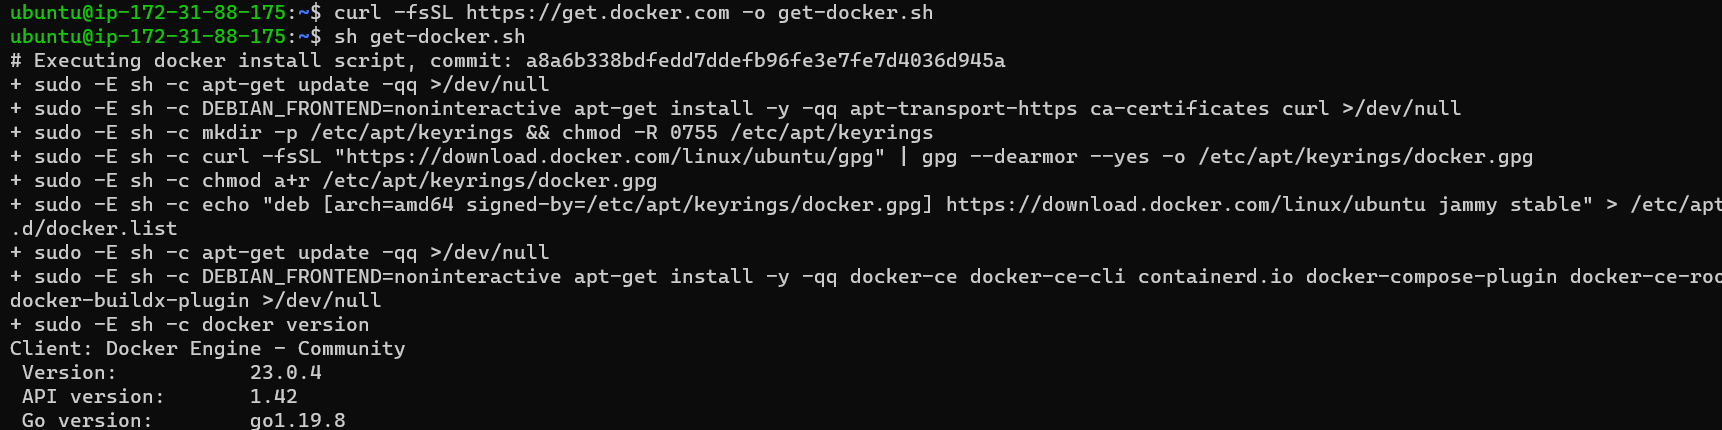 ubuntu@ip-172-31-88-175:~$ curl -fsSL https://get.docker.com -o get-docker.sh
ubuntu@ip-172-31-88-175:~$ sh get-docker.sh
# Executing docker install script, commit: a8a6b338bdfedd7ddefb96fe3e7fe7d4036d945a
+ sudo -E sh -c apt-get update -qq >/dev/null
+ sudo -E sh -c DEBIAN_FRONTEND=noninteractive apt-get install -y -qq apt-transport-https ca-certificates curl >/dev/null
+ sudo -E sh -c mkdir -p /etc/apt/keyrings && chmod -R 0755 /etc/apt/keyrings
+ sudo -E sh -c curl -fsSL "https://download.docker.com/linux/ubuntu/gpg" | gpg --dearmor --yes -o /etc/apt/keyrings/docker.gpg
+ sudo -E sh -c chmod a+r /etc/apt/keyrings/docker.gpg
+ sudo -E sh -c echo "deb [arch=amd64 signed-by=/etc/apt/keyrings/docker.gpg] https://download.docker.com/linux/ubuntu jammy stable" > /etc/apt
.d/docker.list
+ sudo -E sh -c apt-get update -qq >/dev/null
+ sudo -E sh -c DEBIAN_FRONTEND=noninteractive apt-get install -y -qq docker-ce docker-ce-cli containerd.io docker-compose-plugin docker-ce-roo
docker-buildx-plugin >/dev/null
+ sudo -E sh -c docker version
Client: Docker Engine - Community
 Version:           23.0.4
 API version:       1.42
 Go version:        go1.19.8